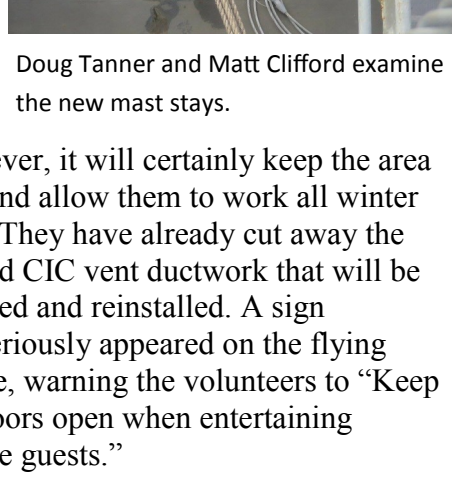 Doug Tanner and Matt Clifford examine
the new mast stays.
ever, it will certainly keep the area
nd allow them to work all winter
They have already cut away the
d CIC vent ductwork that will be
ed and reinstalled. A sign
eriously appeared on the flying
e, warning the volunteers to “Keep
oors open when entertaining
e guests.”